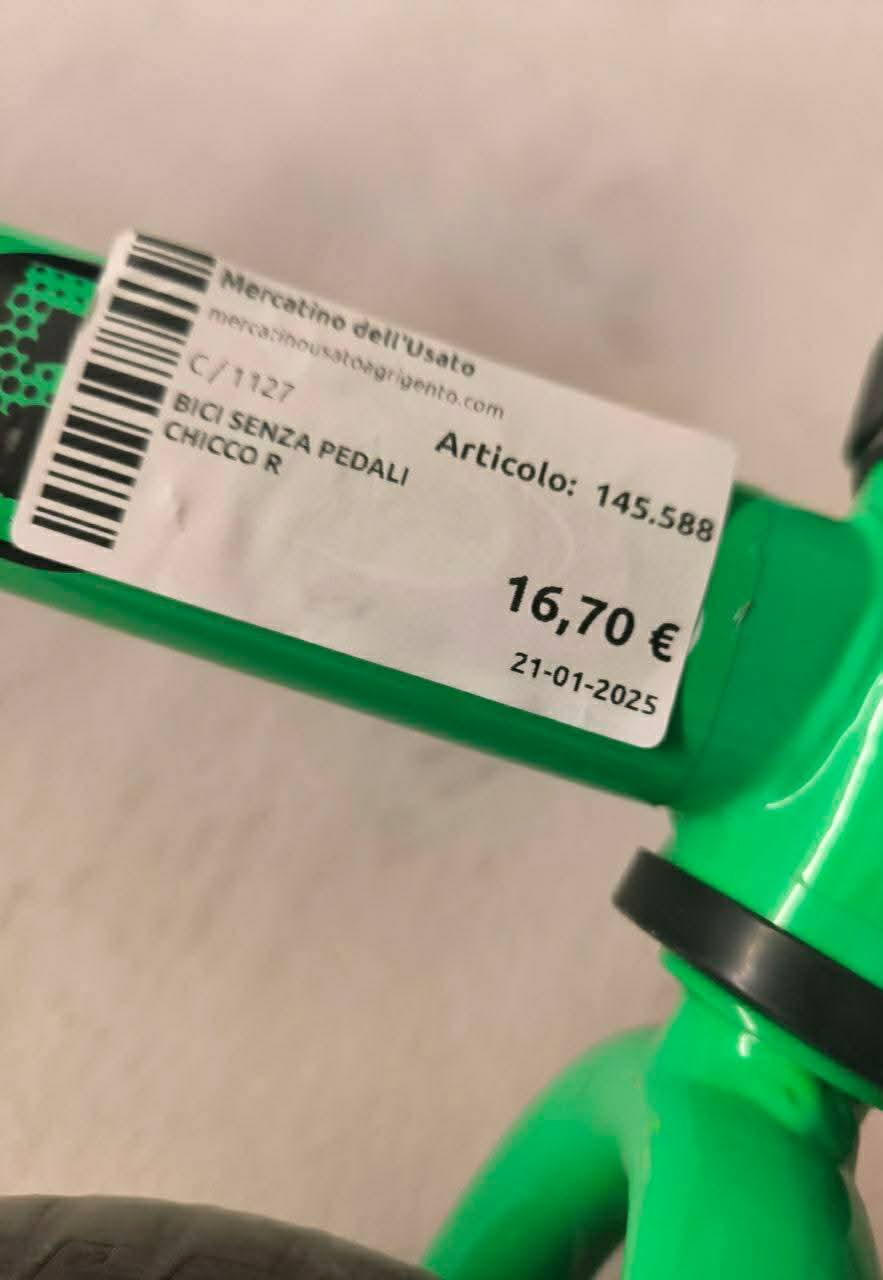 Mercatino dell'Usato
mercatinousatoagrigento.com
C/1127
BICI SENZA PEDALI
CHICCO R
Articolo: 145.588
16,70 €
21-01-2025